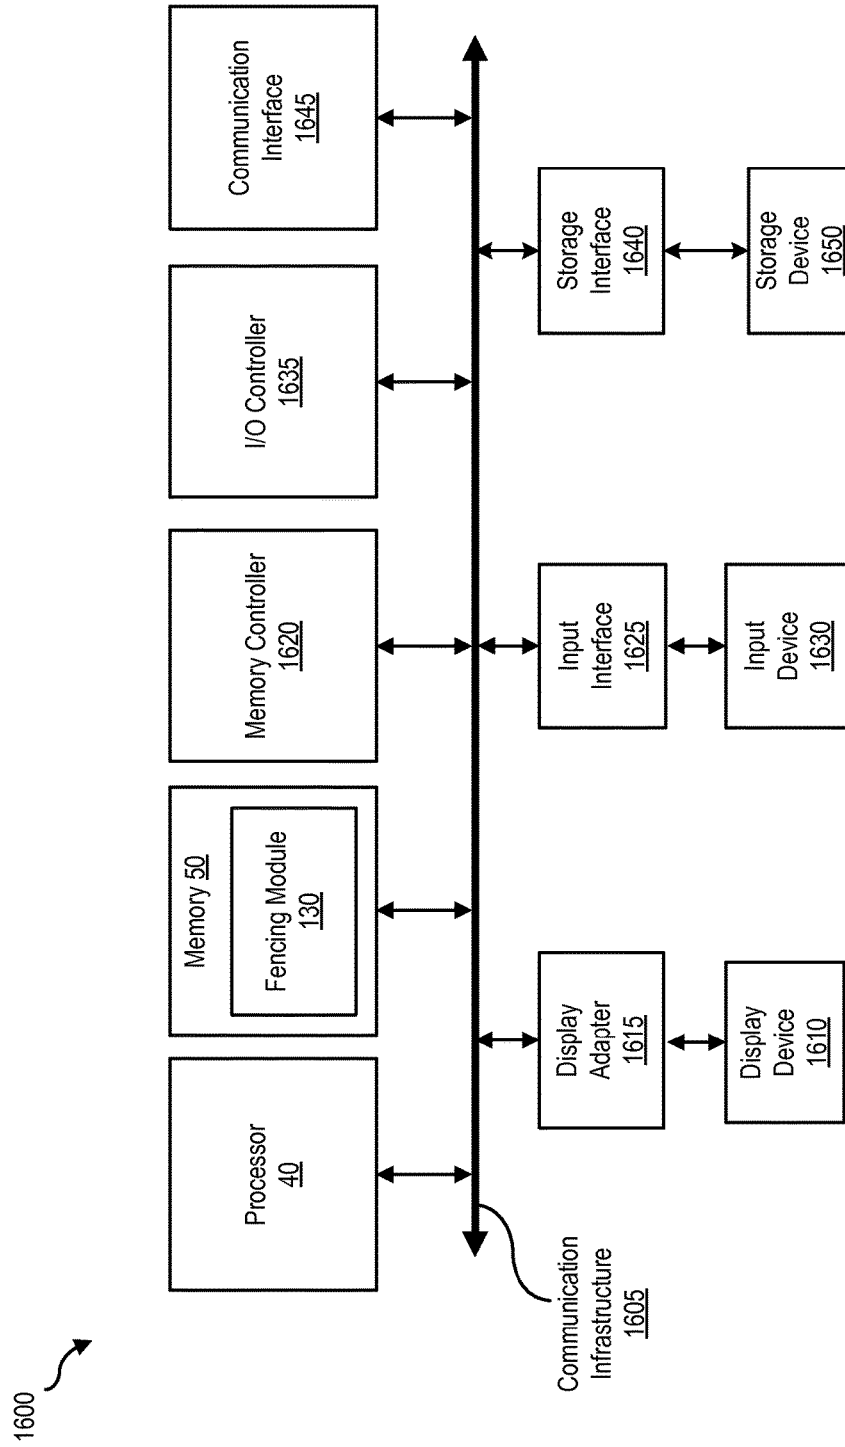 1600
Processor
40
Memory 50
Fencing Module
130
Memory Controller
1620
I/O Controller
1635
Communication
Interface
1645
Communication
Infrastructure
1605
Display
Adapter
1615
Input
Interface
1625
Storage
Interface
1640
Display
Device
1610
Input
Device
1630
Storage
Device
1650